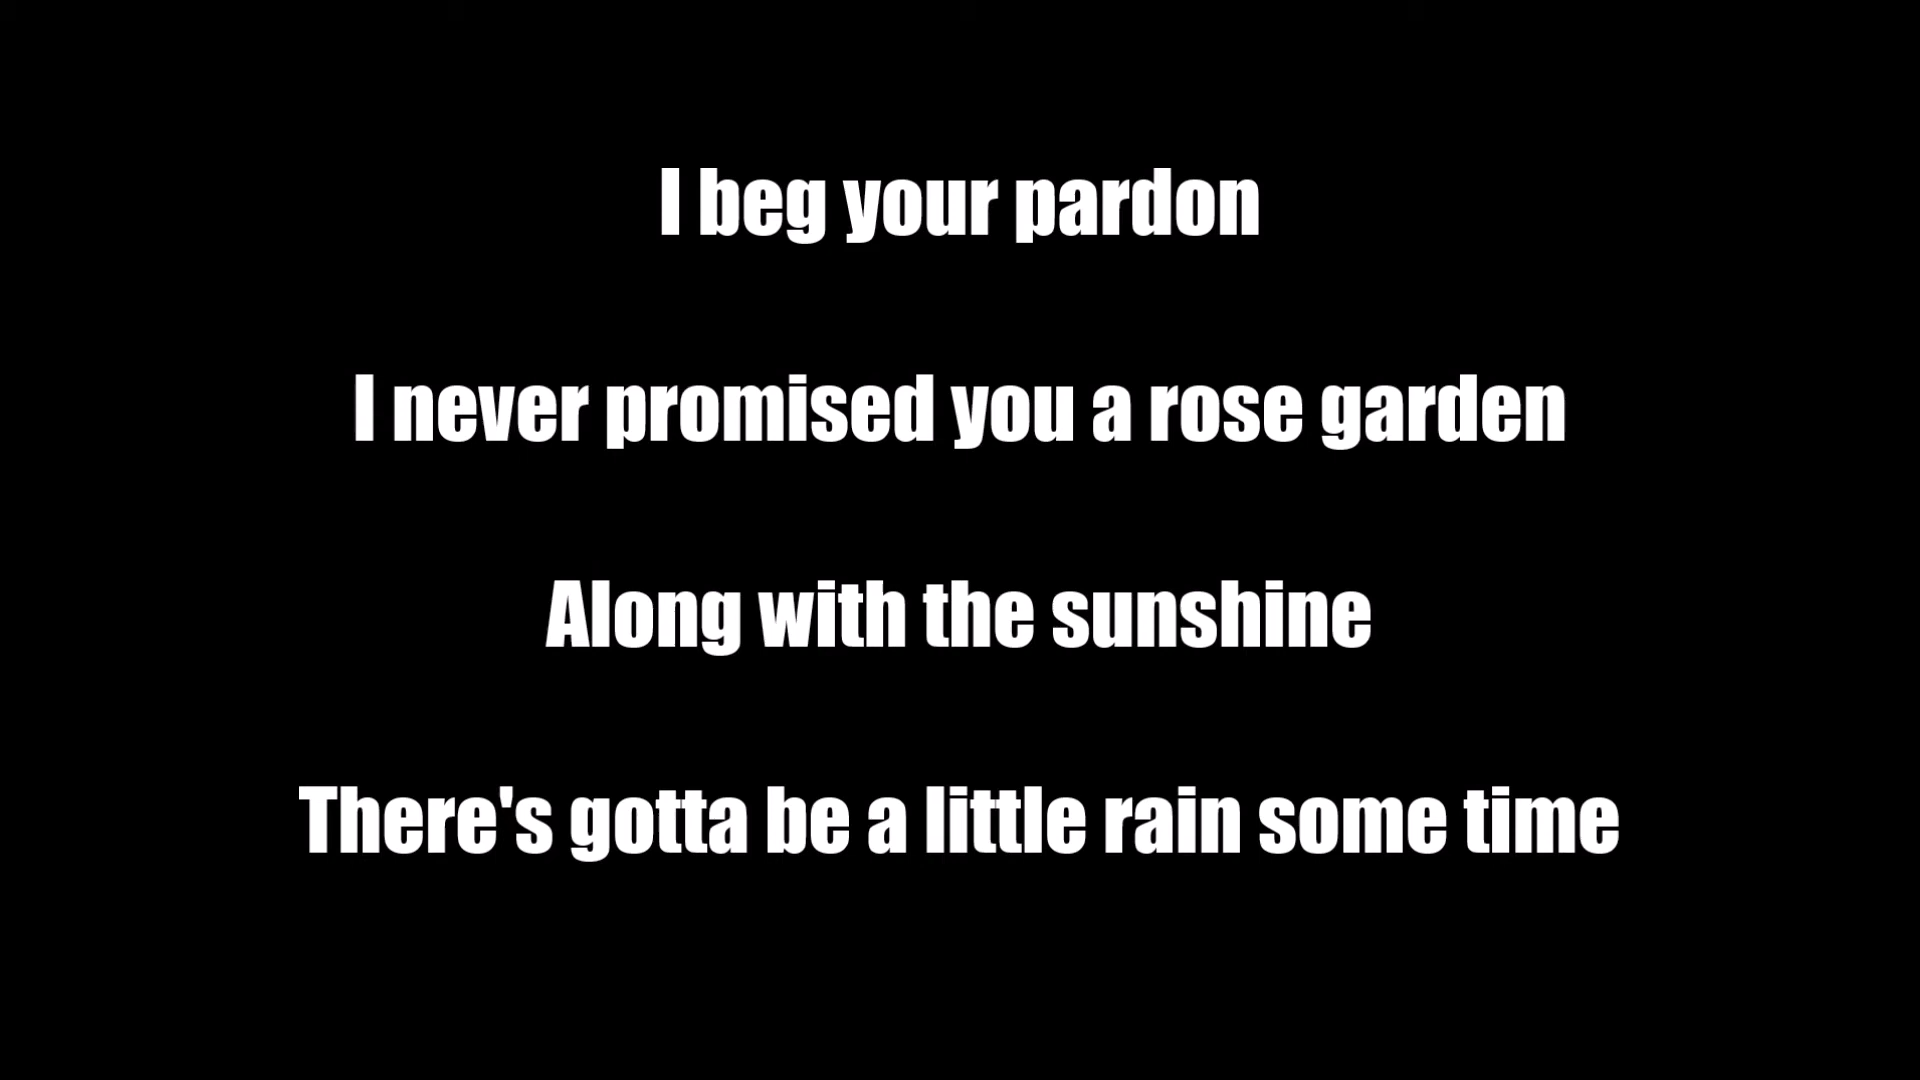 I beg your pardon
I never promised you a rose garden
Along with the sunshine
There's gotta be a little rain some time